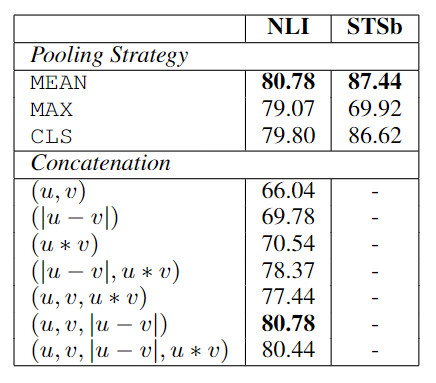 NLI STSb
Pooling Strategy
MEAN 80.78 87.44
MAX 79.07 69.92
CLS 79.80 86.62
Concatenation
(u, v) 66.04 -
(|u − v|) 69.78 -
(u ∗ v) 70.54 -
(|u − v|, u ∗ v) 78.37 -
(u, v, u ∗ v) 77.44 -
(u, v, |u − v|) 80.78 -
(u, v, |u − v|, u ∗ v) 80.44 -